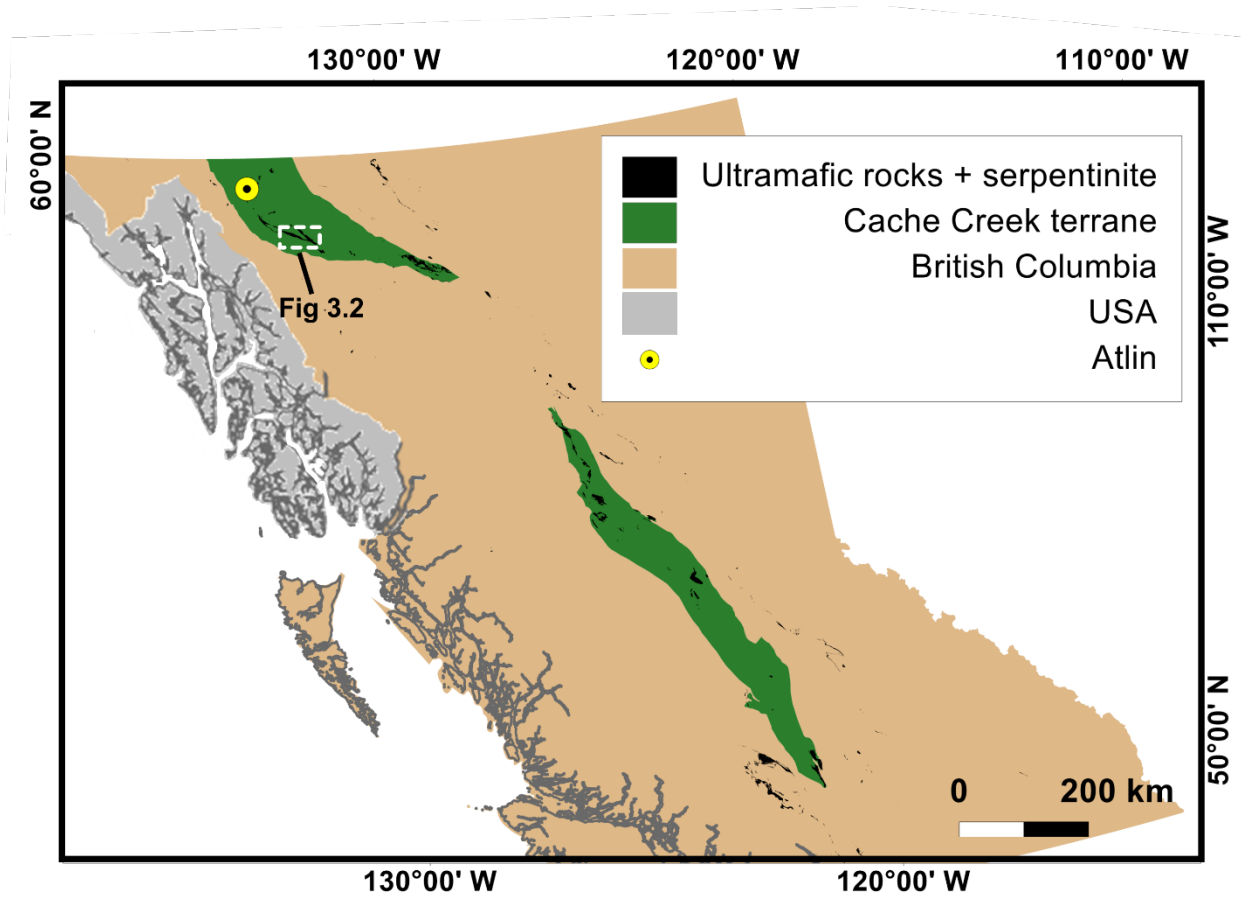 130°00' W 120°00' W 110°00' W
60°00' N
Ultramafic rocks + serpentinite
Cache Creek terrane
British Columbia
USA
Atlin
110°00' W
Fig 3.2
50°00' N
0 200 km
130°00' W 120°00' W